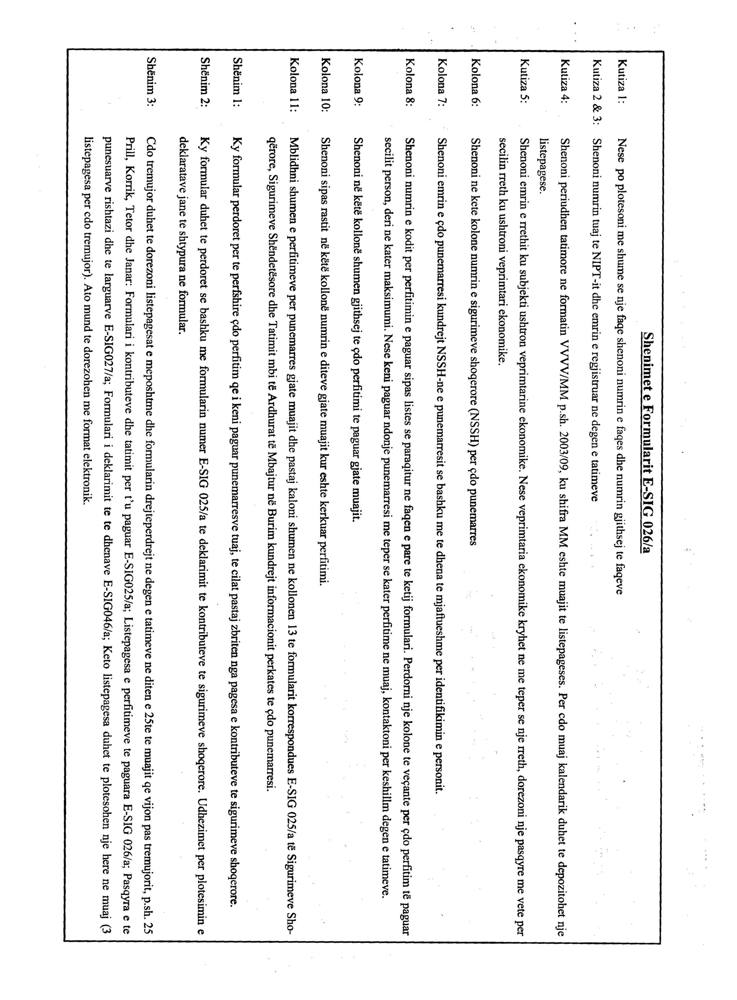 Shenimet e Formularit E-SIG 026/a
Kutiza 1: Nese po plotesoni me shume se nje faqe shenoni numrin e faqes dhe numrin gjithsej te faqeve
Kutiza 2 & 3: Shenoni numrin tuaj te NIPT-it dhe emrin e regjistruar ne degen e tatimeve
Kutiza 4: Shenoni periudhen tatimore ne formatin VVVV/MM p.sh. 2003/09, ku shifra MM eshte muajit te listepageses. Per cdo muaj kalendarik duhet te depozitohet nje
listepagese.
Kutiza 5: Shenoni emrin e rrethit ku subjekti ushtron veprimtarine ekonomike. Nese veprimtaria ekonomike kryhet ne me teper se nje rreth, dorezoni nje pasqyre me vete per
secilin rreth ku ushtroni veprimtari ekonomike.
Kolona 6: Shenoni ne kete kolone numrin e sigurimeve shoqerore (NSSH) per çdo punemarres
Kolona 7: Shenoni emrin e çdo punemarresi kundrejt NSSH-ne e punemarresit se bashku me te dhena te mjaftueshme per identifikimin e personit.
Kolona 8: Shenoni numrin e kodit per perfitimin e paguar sipas listes se paraqitur ne faqen e pare te ketij formulari. Perdorni nje kolone te veçante per çdo perfitim të paguar
secilit person, deri ne kater maksimumi. Nese keni paguar ndonje punemarresi me teper se kater perfitime ne muaj, kontaktoni per keshillm degen e tatimeve.
Kolona 9: Shenoni në këtë kollonë shumen gjithsej te çdo perfitimi te paguar gjate muajit.
Kolona 10: Shenoni sipas rastit në këtë kollonë numrin e diteve gjate muajit kur eshte kerkuar perfitimi.
Kolona 11: Mblidhni shumen e perfitimeve per punemarres gjate muajit dhe pastaj kaloni shumen ne kollonen 13 te formularit korrespondues E-SIG 025/a të Sigurimeve Sho-
qërore, Sigurimeve Shëndetësore dhe Tatimit mbi të Ardhurat të Mbajtur në Burim kundrejt informacionit perkates te çdo punemarresi.
Shënim 1: Ky formular perdoret per te perfshire çdo perfitim qe i keni paguar punemarresve tuaj, te cilat pastaj zbriten nga pagesa e kontributeve te sigurimeve shoqerore.
Shënim 2: Ky formular duhet te perdoret se bashku me formularin numer E-SIG 025/a te deklarimit te kontributeve te sigurimeve shoqerore. Udhezimet per plotesimin e
deklaratave jane te shtypura ne formular.
Shënim 3: Cdo tremujor duhet te dorezoni listepagesat e meposhtme dhe formularin drejteperdrejt ne degen e tatimeve ne diten e 25te te muajit qe vijon pas tremujorit, p.sh. 25
Prill, Korrik, Tetor dhe Janar: Formulari i kontributeve dhe tatimit per t'u paguar E-SIG025/a; Listepagesa e perfitimeve te paguara E-SIG 026/a; Pasqyra e te
punesuarve rishtazi dhe te larguarve E-SIG027/a; Formulari i deklarimit te te dhenave E-SIG046/a; Keto listepagesa duhet te plotesohen nje here ne muaj (3
listepagesa per cdo tremujor). Ato mund te dorezohen me format elektronik.